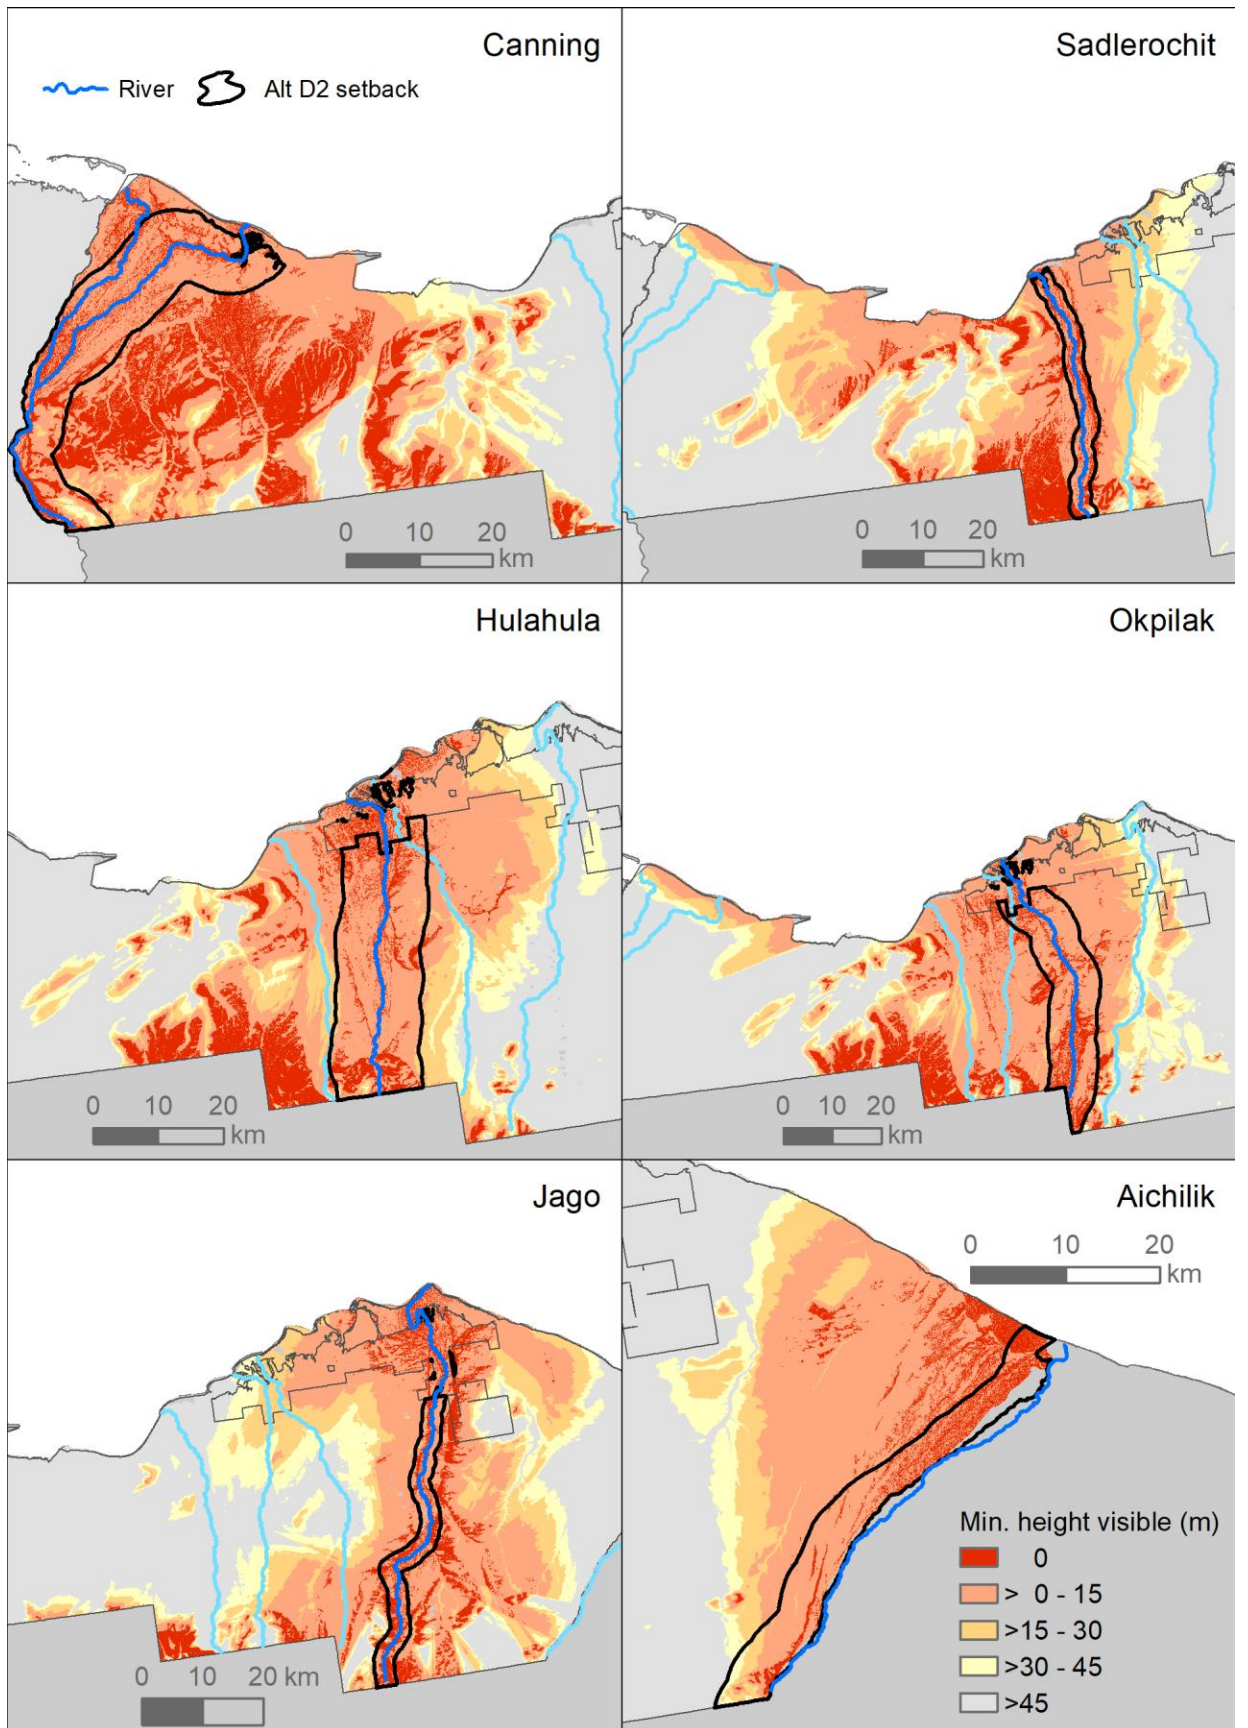 Canning
River Alt D2 setback
0 10 20
km
Sadlerochit
0 10 20
km
Hulahula
0 10 20
km
Okpilak
0 10 20
km
Jago
0 10 20 km
Aichilik
0 10 20
km
Min. height visible (m)
0
> 0 - 15
>15 - 30
>30 - 45
>45